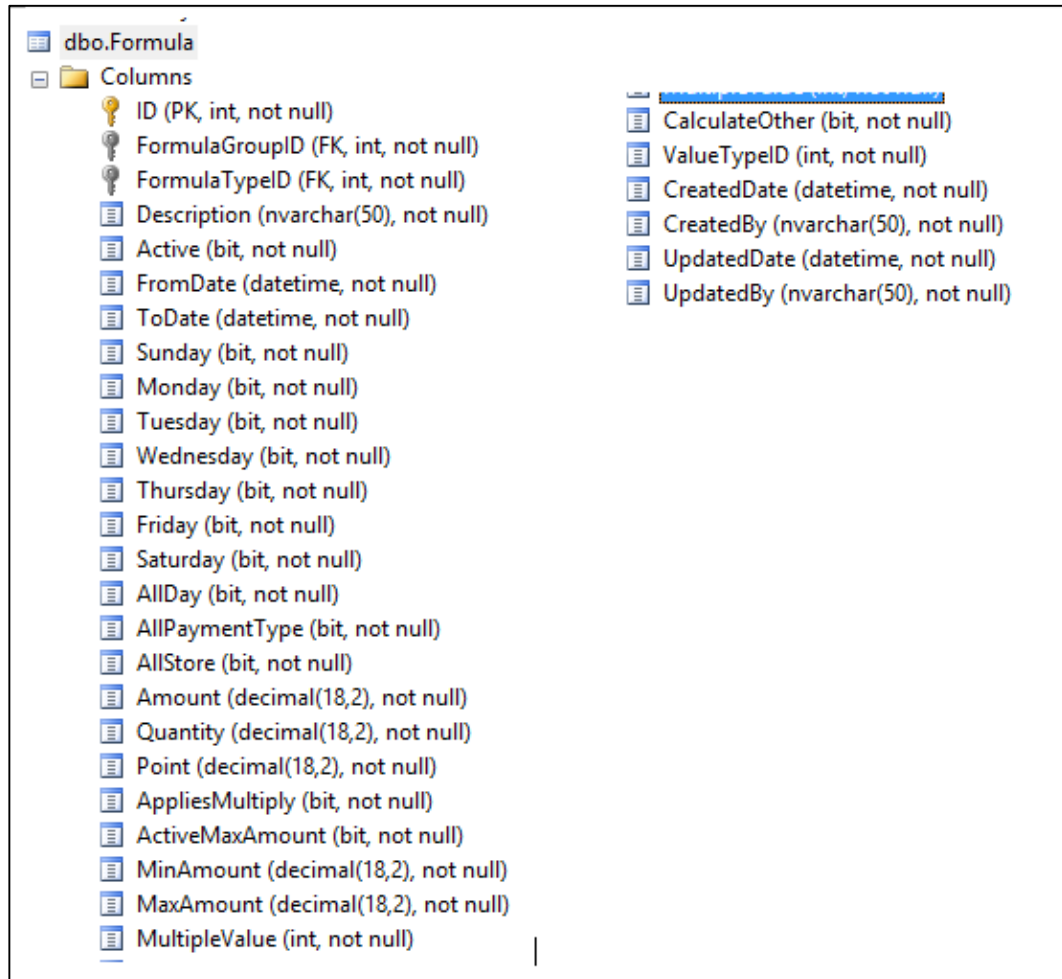 dbo.Formula
Columns
ID (PK, int, not null)
FormulaGroupID (FK, int, not null)
FormulaTypeID (FK, int, not null)
Description (nvarchar(50), not null)
Active (bit, not null)
FromDate (datetime, not null)
ToDate (datetime, not null)
Sunday (bit, not null)
Monday (bit, not null)
Tuesday (bit, not null)
Wednesday (bit, not null)
Thursday (bit, not null)
Friday (bit, not null)
Saturday (bit, not null)
AllDay (bit, not null)
AllPaymentType (bit, not null)
AllStore (bit, not null)
Amount (decimal(18,2), not null)
Quantity (decimal(18,2), not null)
Point (decimal(18,2), not null)
AppliesMultiply (bit, not null)
ActiveMaxAmount (bit, not null)
MinAmount (decimal(18,2), not null)
MaxAmount (decimal(18,2), not null)
MultipleValue (int, not null)
CalculateOther (bit, not null)
ValueTypeID (int, not null)
CreatedDate (datetime, not null)
CreatedBy (nvarchar(50), not null)
UpdatedDate (datetime, not null)
UpdatedBy (nvarchar(50), not null)